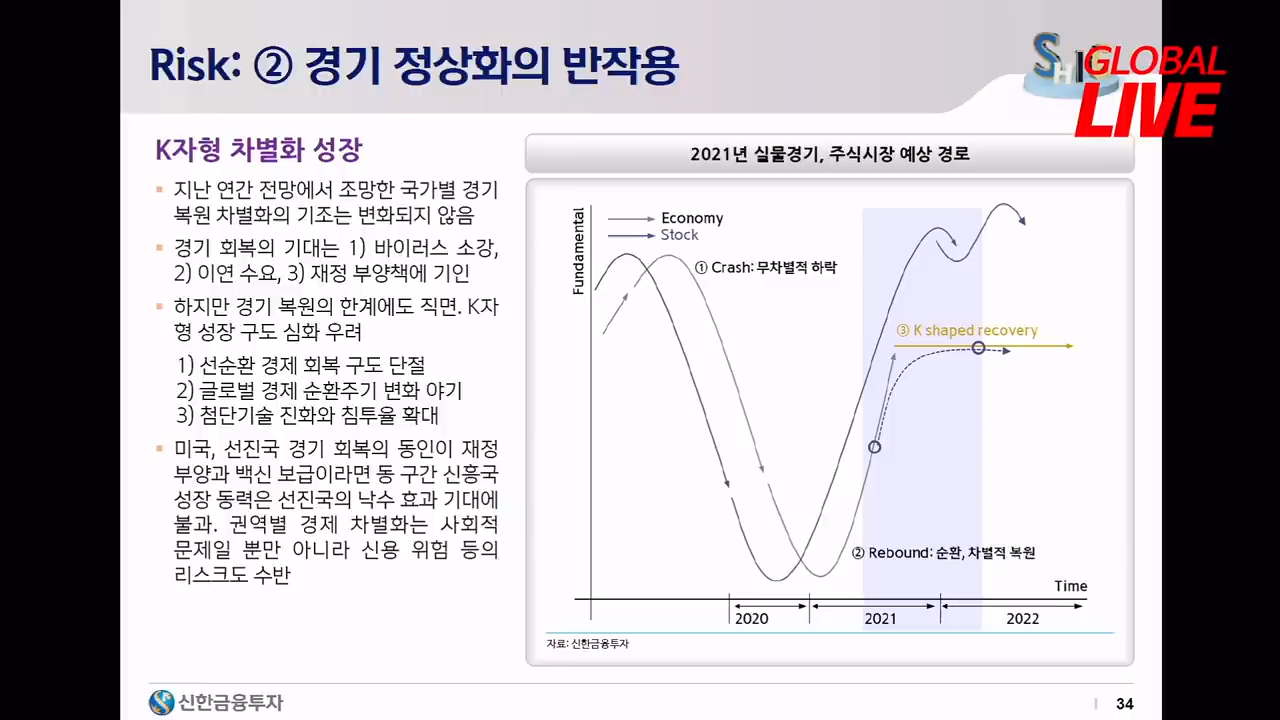 Risk: ② 경기 정상화의 반작용
GLOBAL
LIVE
K자형 차별화 성장
지난 연간 전망에서 조망한 국가별 경기
복원 차별화의 기조는 변화되지 않음
경기 회복의 기대는 1) 바이러스 소강,
2) 이연 수요, 3) 재정 부양책에 기인
하지만 경기 복원의 한계에도 직면. K자
형 성장 구도 심화 우려
1) 선순환 경제 회복 구도 단절
2) 글로벌 경제 순환주기 변화 야기
3) 첨단기술 진화와 침투율 확대
미국, 선진국 경기 회복의 동인이 재정
부양과 백신 보급이라면 동 구간 신흥국
성장 동력은 선진국의 낙수 효과 기대에
불과. 권역별 경제 차별화는 사회적
문제일 뿐만 아니라 신용 위험 등의
리스크도 수반
2021년 실물경기, 주식시장 예상 경로
Fundamental
Economy
Stock
① Crash: 무차별적 하락
③ K shaped recovery
② Rebound: 순환, 차별적 복원
Time
2020
2021
2022
자료: 신한금융투자
신한금융투자
34